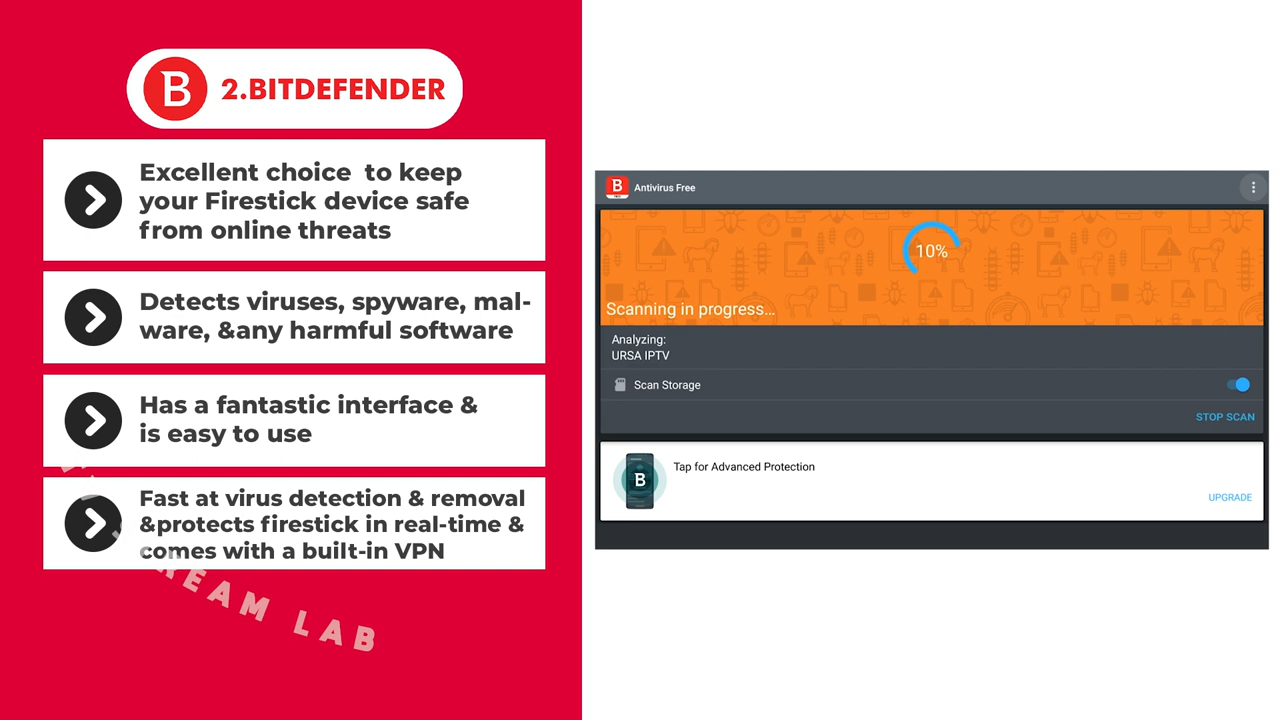 B 2.BITDEFENDER
Excellent choice to keep
your Firestick device safe
from online threats
Detects viruses, spyware, mal-
ware, &any harmful software
Has a fantastic interface &
is easy to use
Fast at virus detection & removal
&protects firestick in real-time &
comes with a built-in VPN
LAB
B Antivirus Free
10%
Scanning in progress...
Analyzing:
URSA IPTV
Scan Storage
STOP SCAN
B
Tap for Advanced Protection
UPGRADE